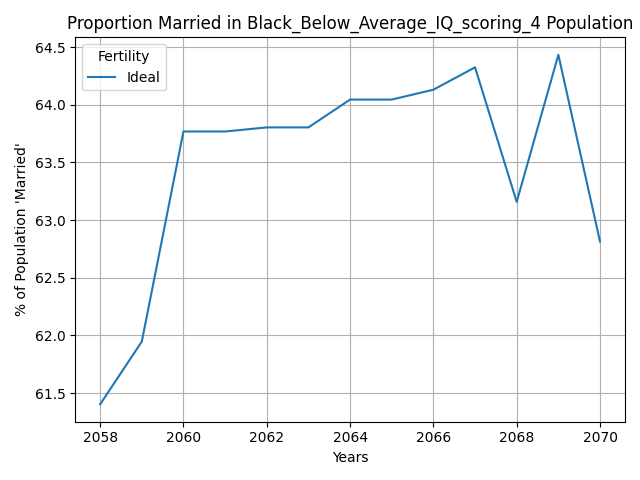 Proportion Married in Black_Below_Average_IQ_scoring_4 Population
Fertility
Ideal
% of Population 'Married'
64.5
64.0
63.5
63.0
62.5
62.0
61.5
2058 2060 2062 2064 2066 2068 2070
Years